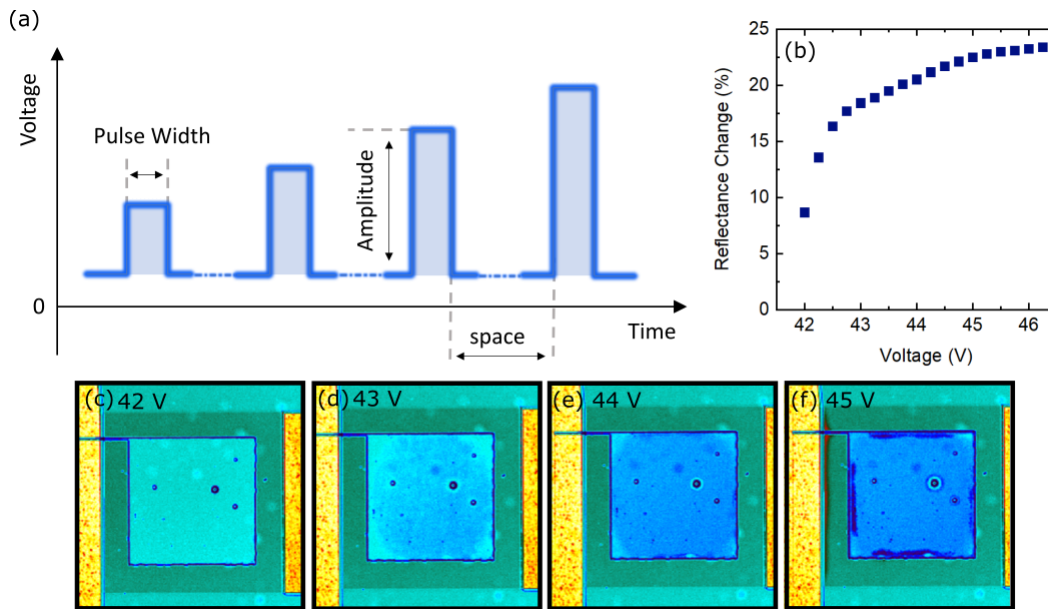 (a)
Voltage
Pulse Width
Amplitude
0
space
Time
(b)
Reflectance Change (%)
25
20
15
10
5
0
42 43 44 45 46
Voltage (V)
(c) 42 V
(d) 43 V
(e) 44 V
(f) 45 V